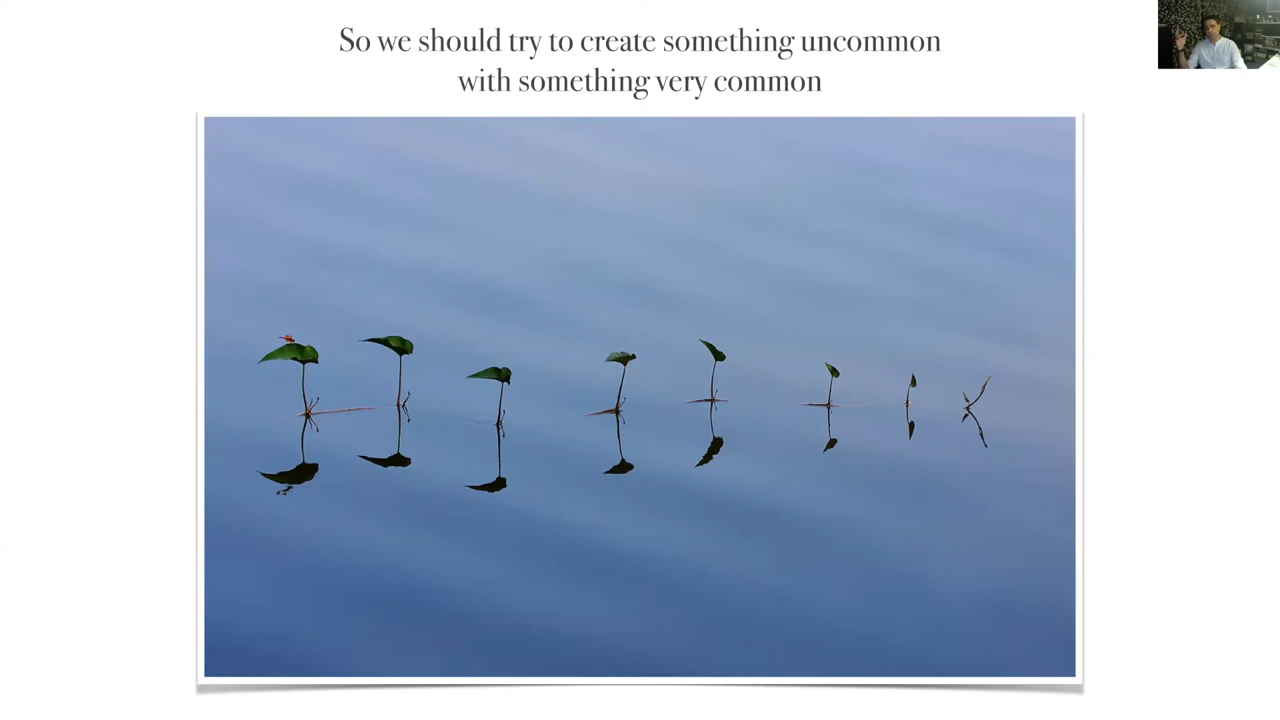 So we should try to create something uncommon
with something very common